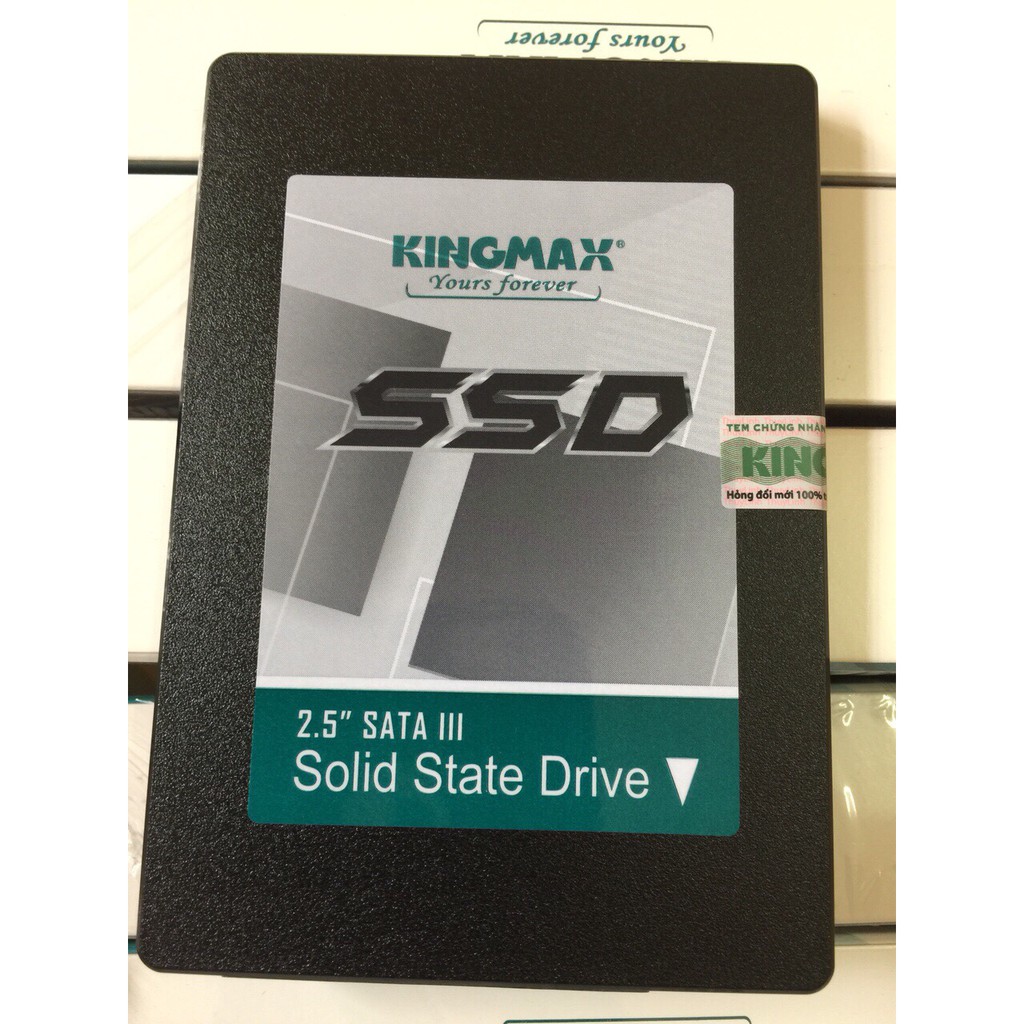 Yours forever
KINGMAX®
Yours forever
SSD
TEM CHỨNG NHẬN
KING
Hỏng đổi mới 100%
2.5" SATA III
Solid State Drive